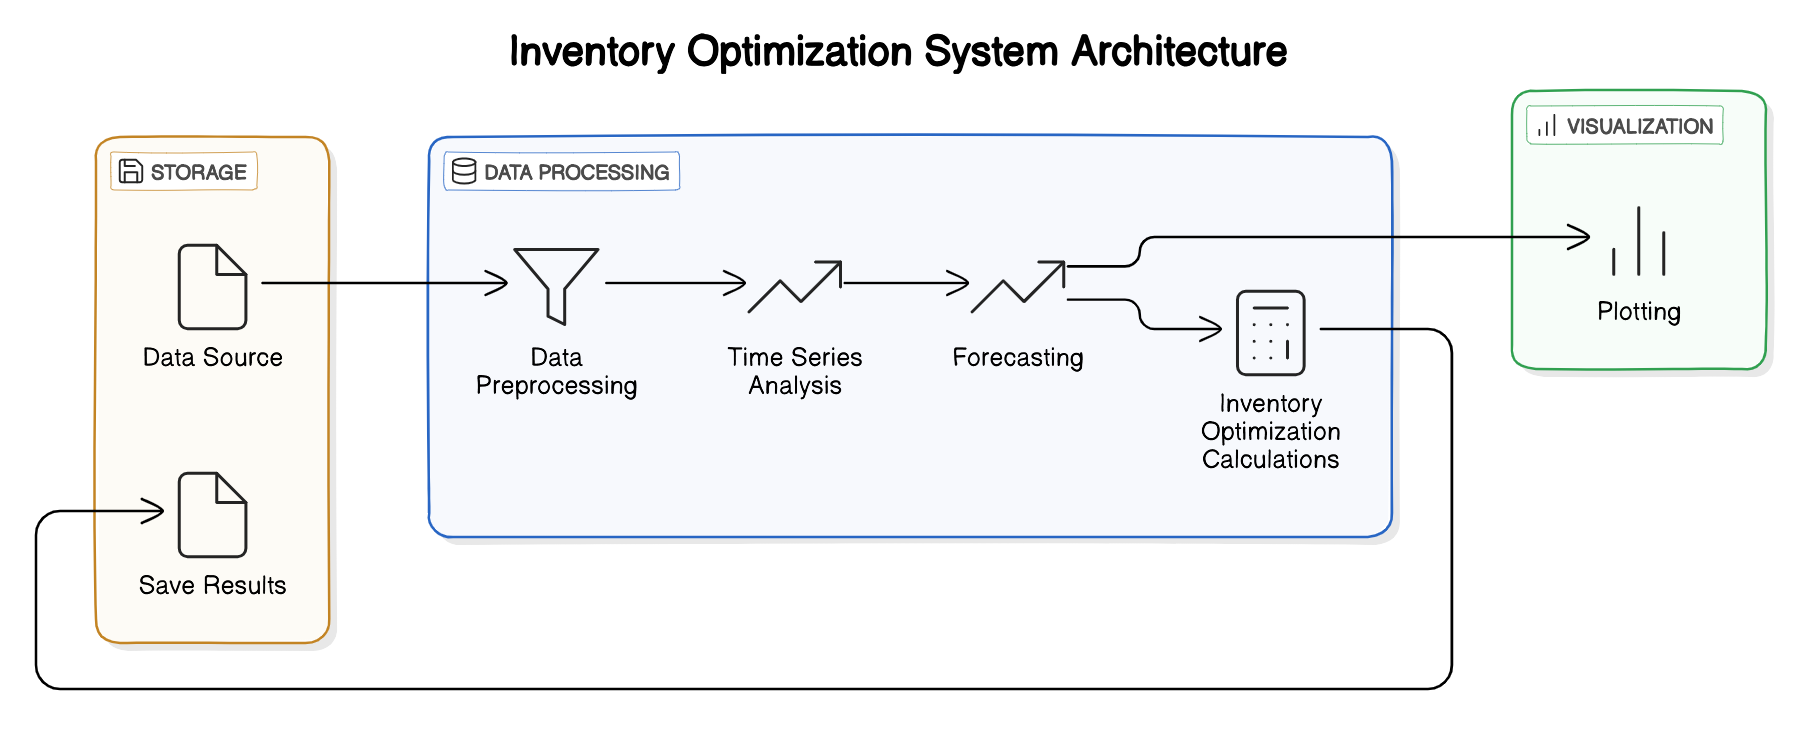 Inventory Optimization System Architecture
STORAGE
Data Source
Save Results
DATA PROCESSING
Data
Preprocessing
Time Series
Analysis
Forecasting
Inventory
Optimization
Calculations
VISUALIZATION
Plotting